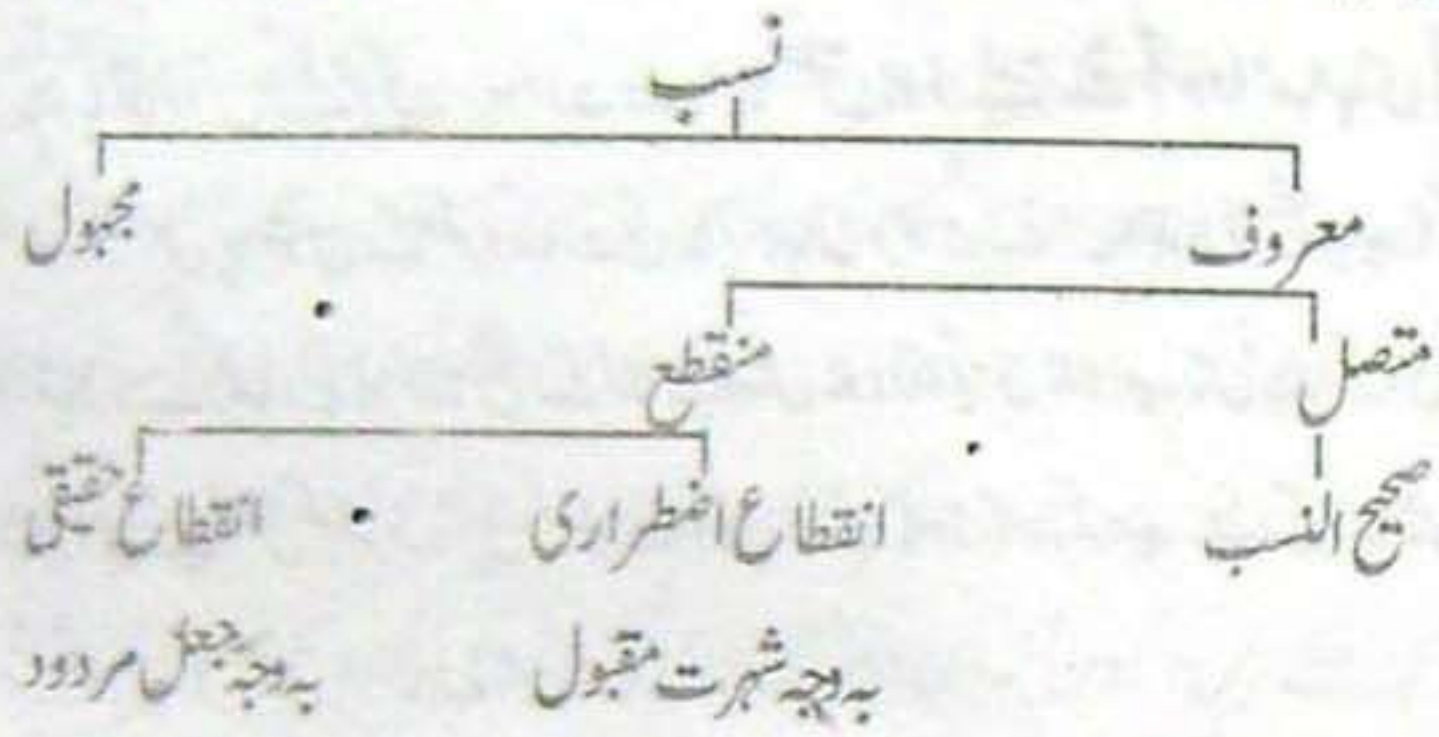 نسب
معروف مجہول
متصل منقطع
صحیح النسب انقطاع اضطراری انقطاع حقیقی
بہ وجہ شہرت مقبول بہ وجہ جعل مردود